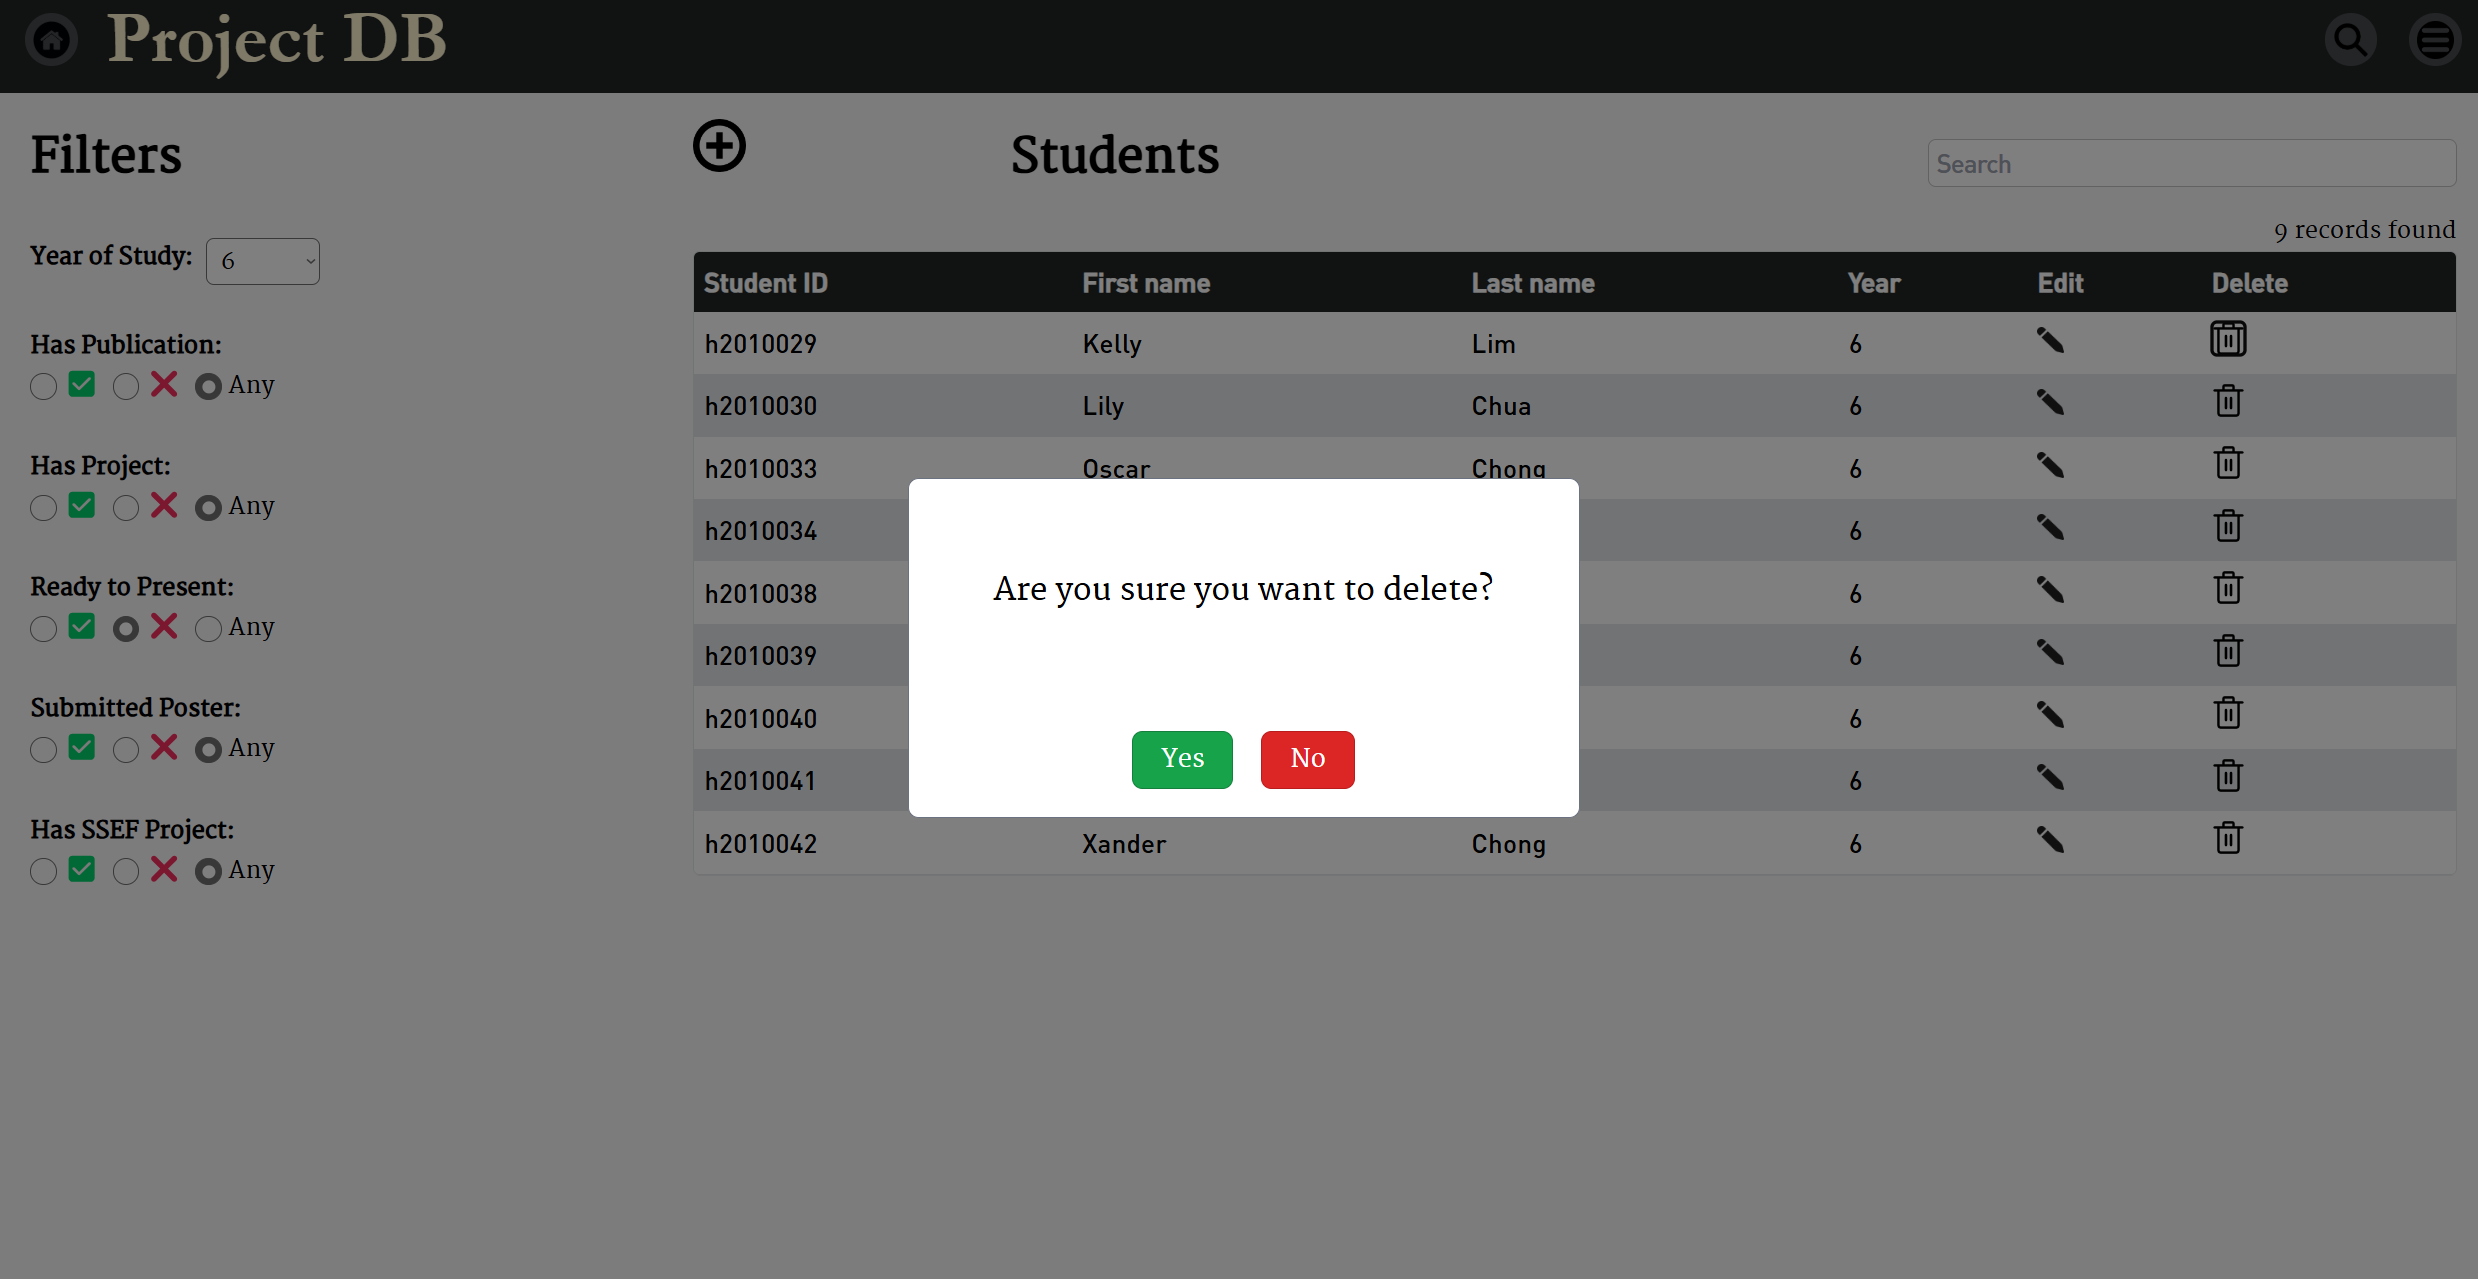 Project DB
Filters
Students
Search
9 records found
Year of Study: 6
Has Publication:
Any
Has Project:
Any
Ready to Present:
Any
Submitted Poster:
Any
Has SSEF Project:
Any
Student ID First name Last name Year Edit Delete
h2010029 Kelly Lim 6
h2010030 Lily Chua 6
h2010033 Oscar Chong 6
h2010034 6
h2010038 6
h2010039 6
h2010040 6
h2010041 6
h2010042 Xander Chong 6
Are you sure you want to delete?
Yes No